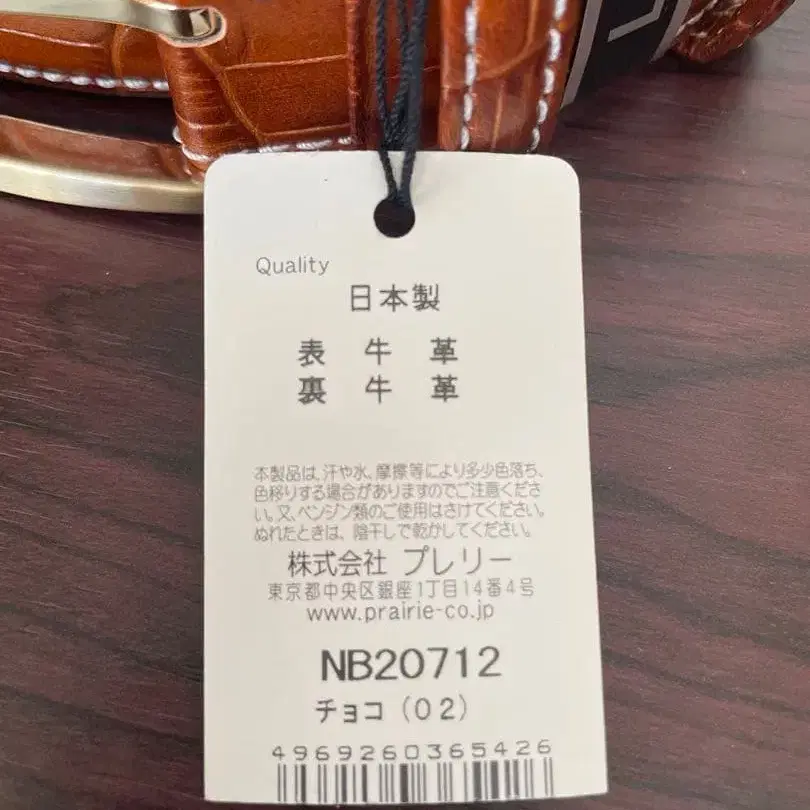 Quality
日本製
表 牛 革
裏 牛 革
本製品は、汗や水、摩擦等により多少色落ち、
色移りする場合がありますのでご注意くださ
い。又、ベンジン類のご使用はさけてください。
ぬれたときは、陰干しで乾かしてください。
株式会社 プレリー
東京都中央区銀座1丁目14番4号
www.prairie-co.jp
NB20712
チョコ(02)
4969260365426